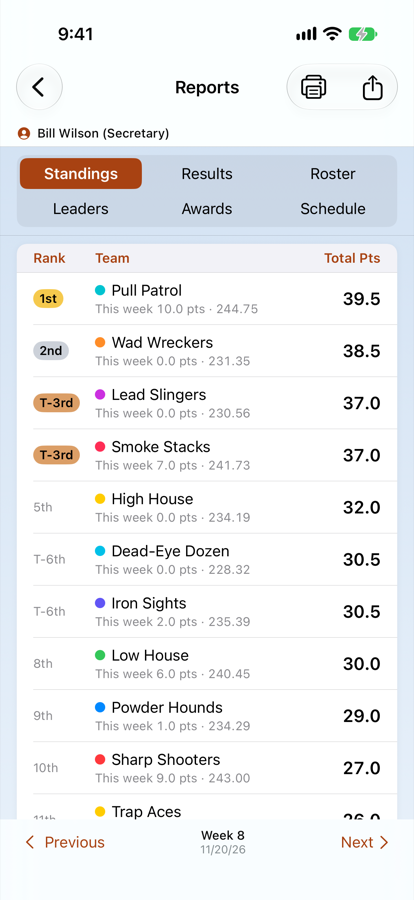 9:41
Reports
Bill Wilson (Secretary)
Standings Results Roster
Leaders Awards Schedule
Rank Team Total Pts
1st Pull Patrol 39.5
This week 10.0 pts · 244.75
2nd Wad Wreckers 38.5
This week 0.0 pts · 231.35
T-3rd Lead Slingers 37.0
This week 0.0 pts · 230.56
T-3rd Smoke Stacks 37.0
This week 7.0 pts · 241.73
5th High House 32.0
This week 0.0 pts · 234.19
T-6th Dead-Eye Dozen 30.5
This week 0.0 pts · 228.32
T-6th Iron Sights 30.5
This week 2.0 pts · 235.39
8th Low House 30.0
This week 6.0 pts · 240.45
9th Powder Hounds 29.0
This week 1.0 pts · 234.29
10th Sharp Shooters 27.0
This week 9.0 pts · 243.00
11th Trap Aces 26.0
Previous Week 8 Next
11/20/26